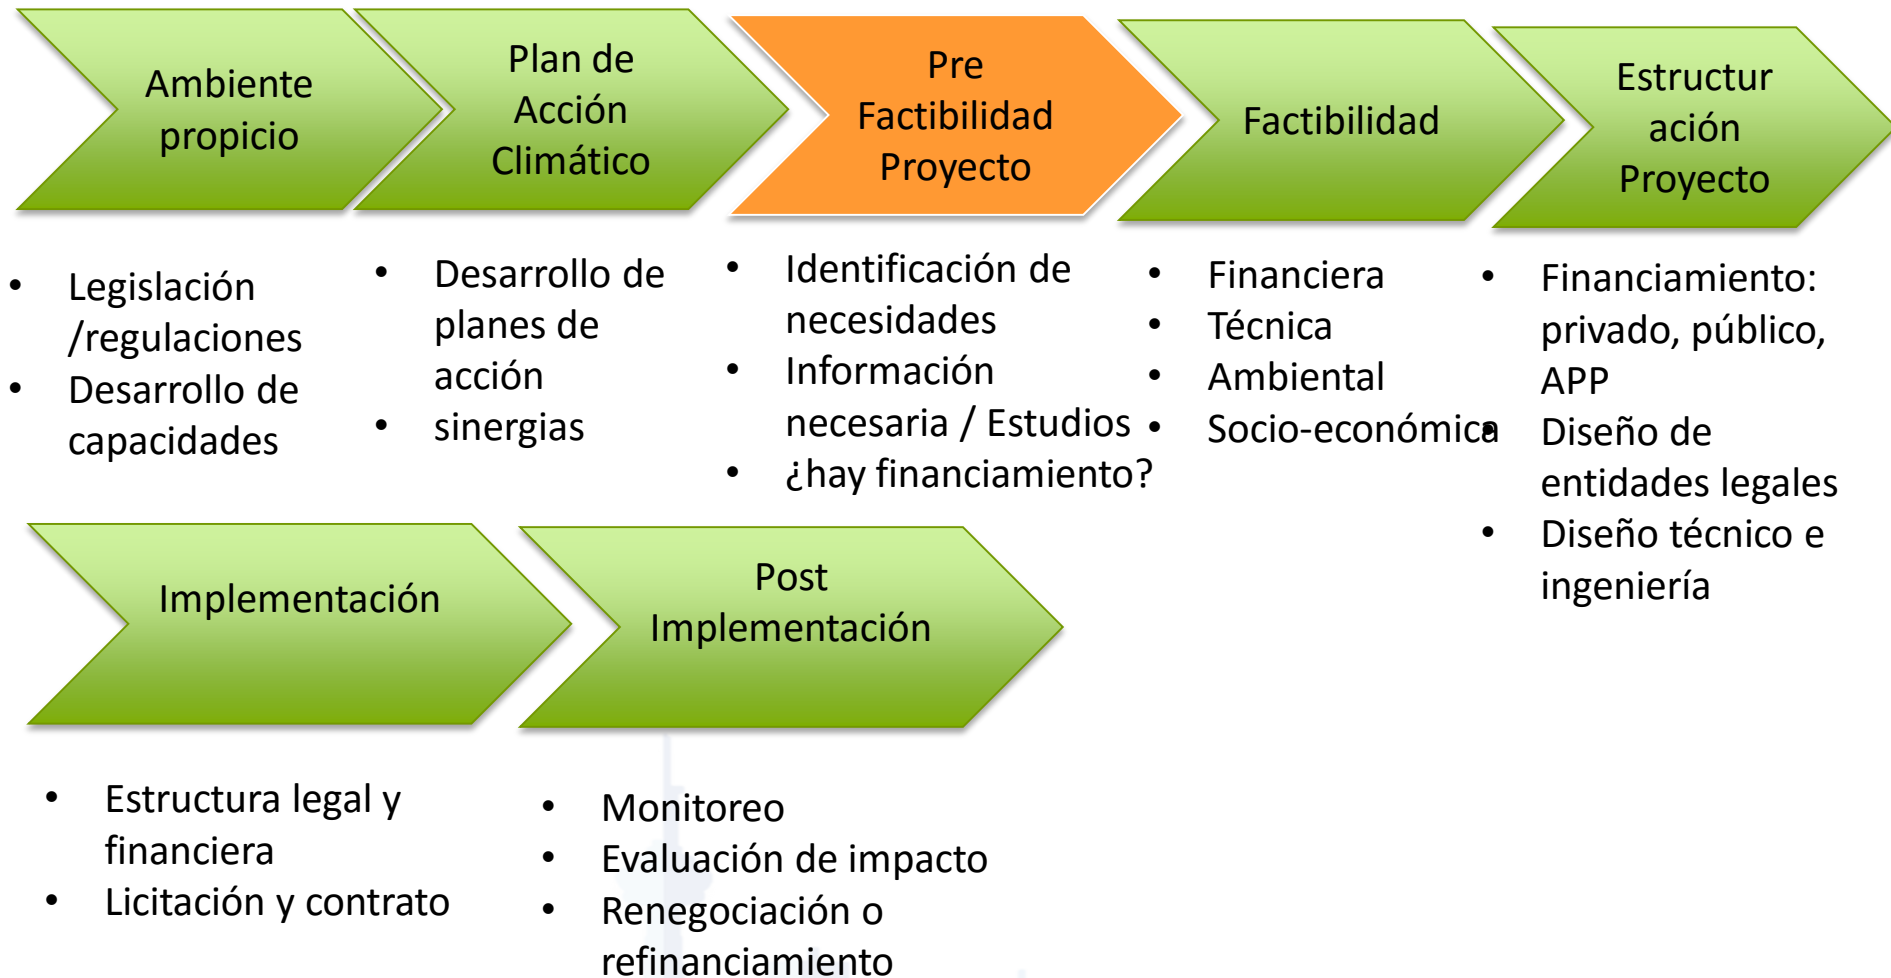 Ambiente
propicio
Plan de
Acción
Climático
Pre
Factibilidad
Proyecto
Factibilidad
Estructur
ación
Proyecto
• Legislación
/regulaciones
• Desarrollo de
capacidades
• Desarrollo de
planes de
acción
• sinergias
• Identificación de
necesidades
• Información
necesaria / Estudios
• ¿hay financiamiento?
• Financiera
• Técnica
• Ambiental
• Socio-económica
• Financiamiento:
privado, público,
APP
• Diseño de
entidades legales
• Diseño técnico e
ingeniería
Implementación
Post
Implementación
• Estructura legal y
financiera
• Licitación y contrato
• Monitoreo
• Evaluación de impacto
• Renegociación o
refinanciamiento